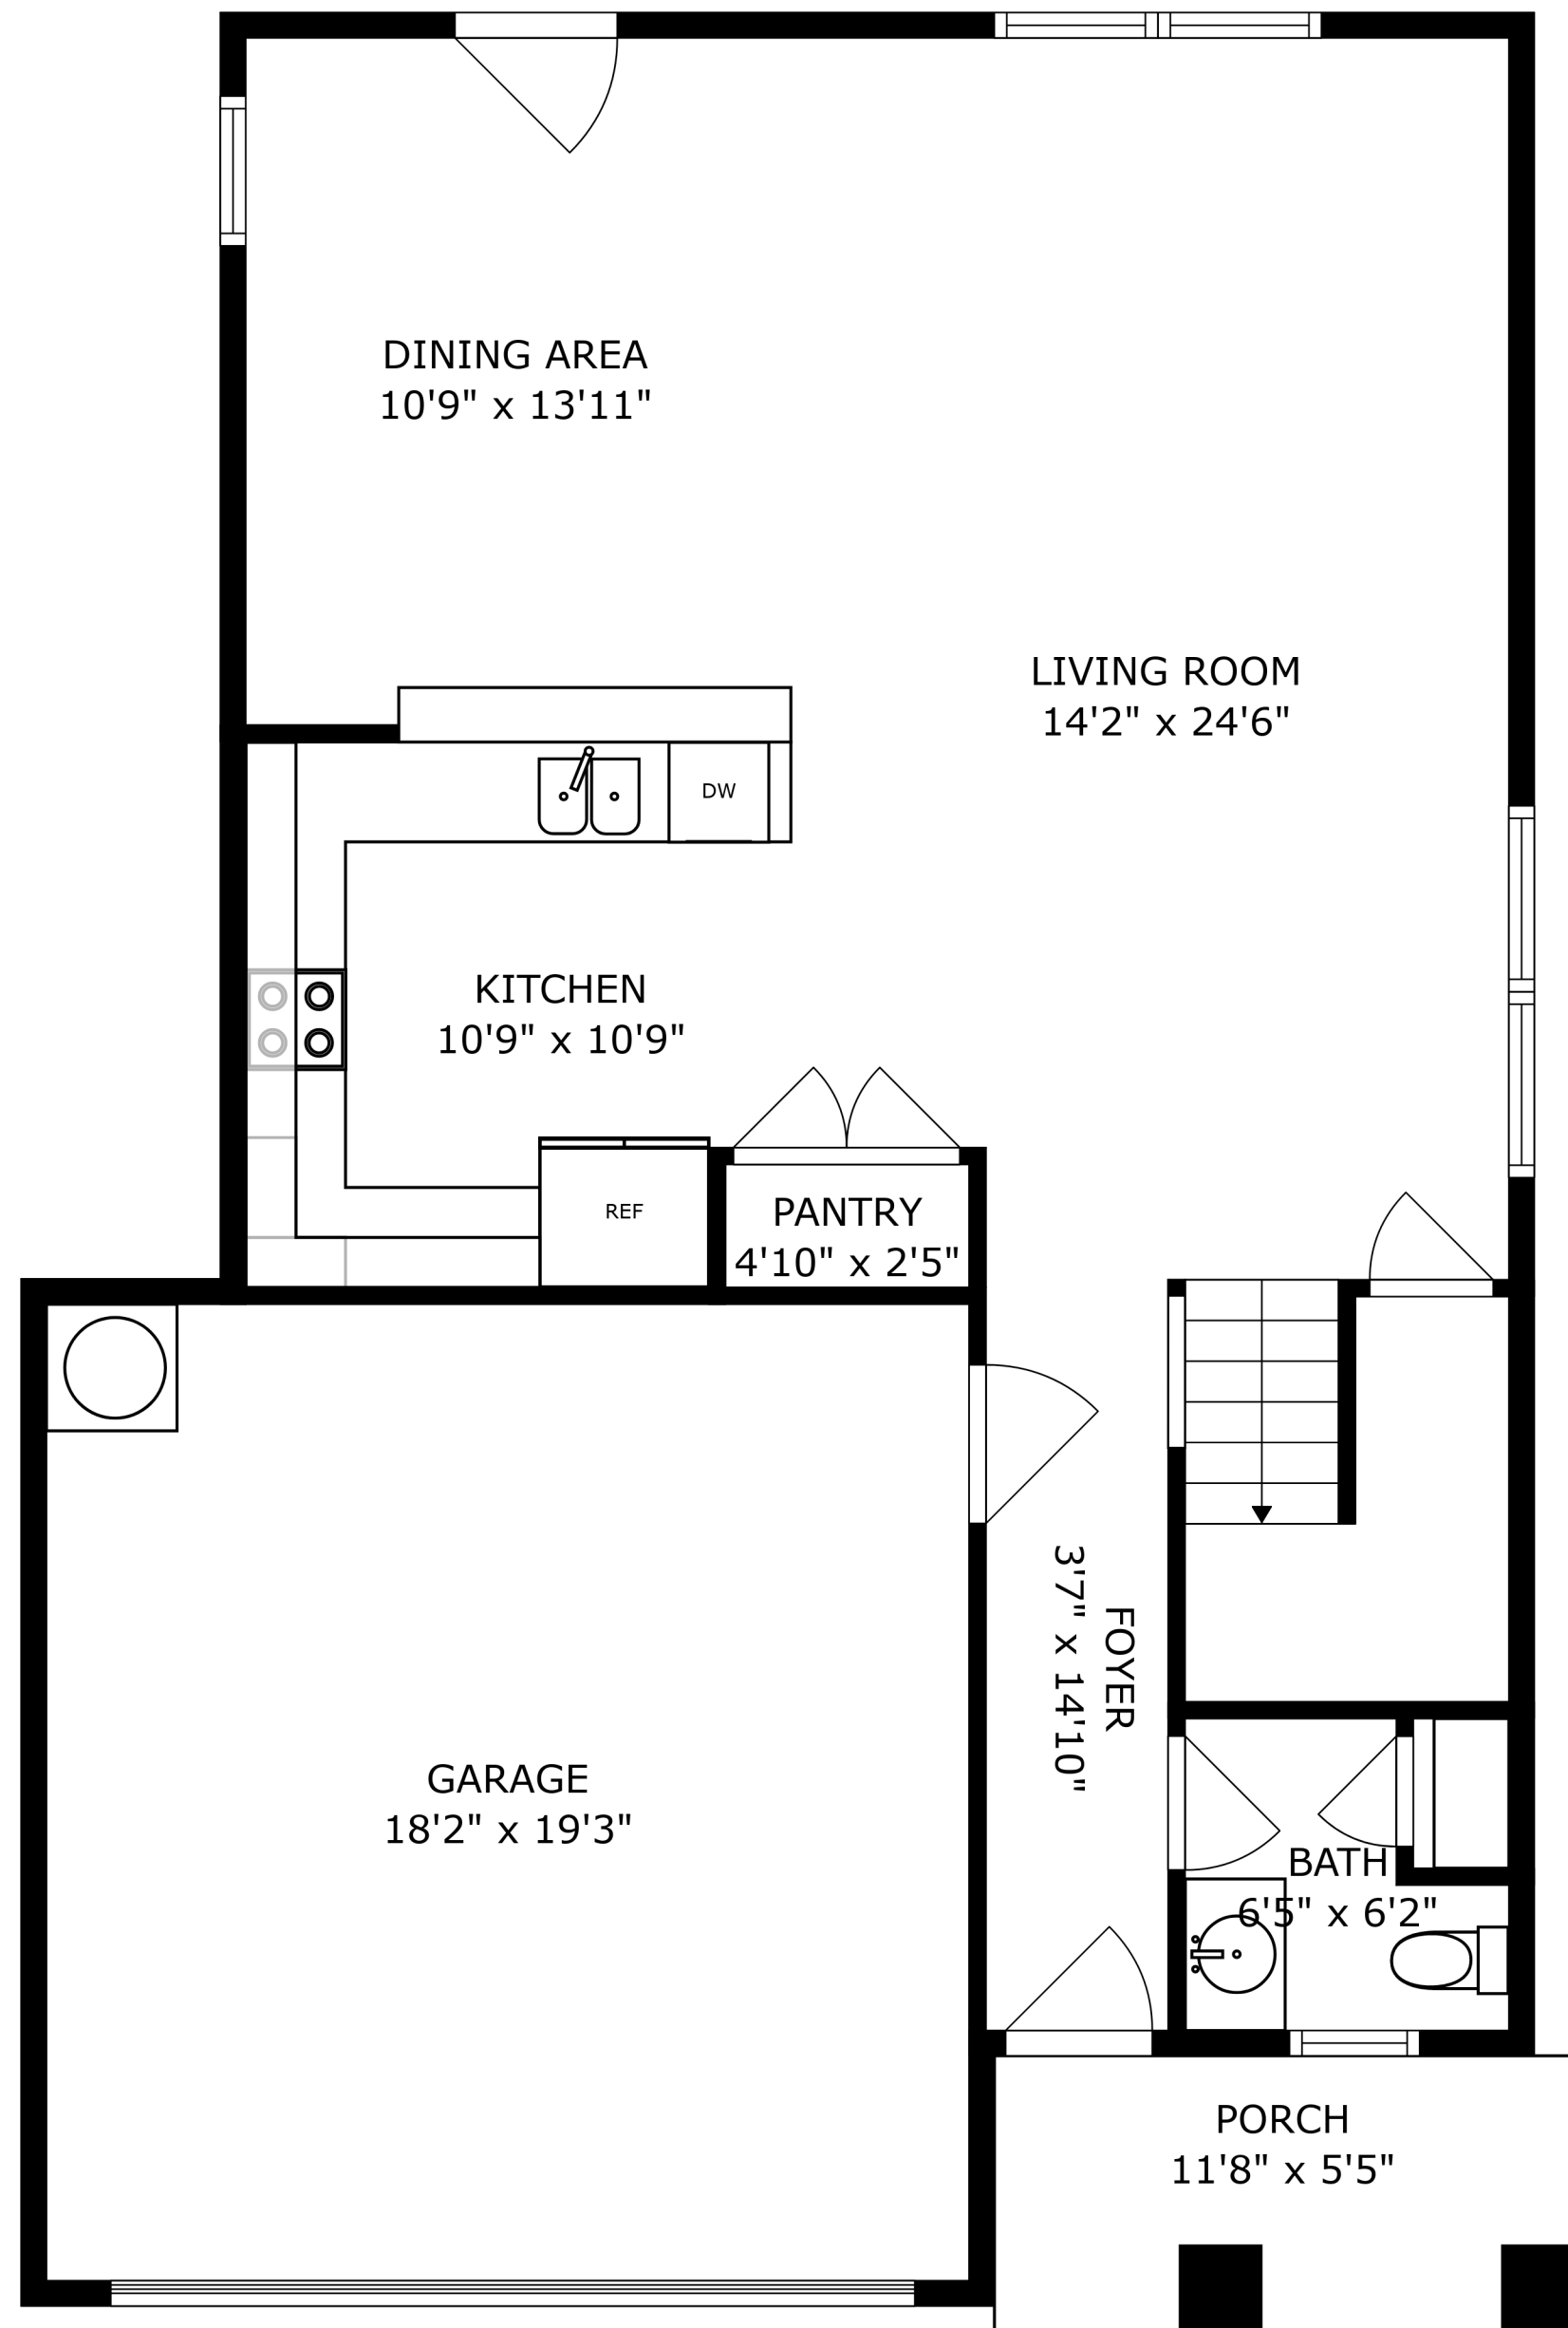 DINING AREA
10'9" x 13'11"
LIVING ROOM
14'2" x 24'6"
DW
KITCHEN
10'9" x 10'9"
REF
PANTRY
4'10" x 2'5"
FOYER
3'7" x 14'10"
GARAGE
18'2" x 19'3"
BATH
6'5" x 6'2"
PORCH
11'8" x 5'5"